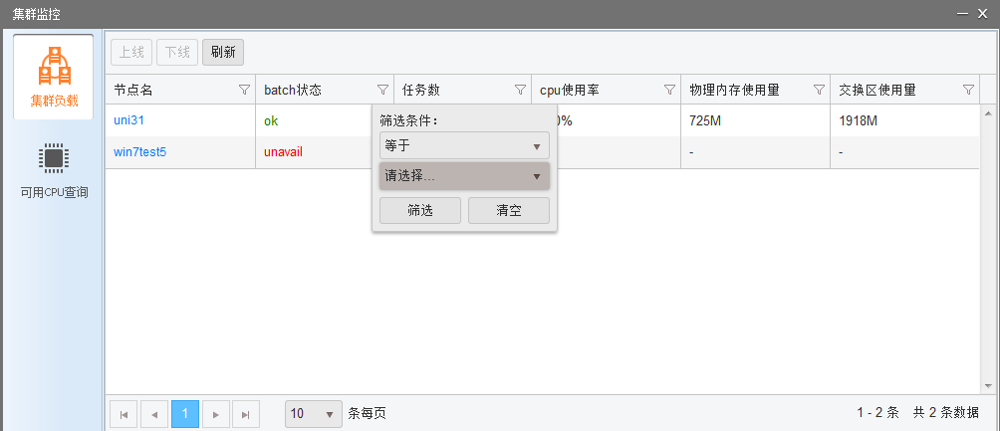 集群监控
集群负载
可用CPU查询
上线 下线 刷新
节点名 batch状态 任务数 cpu使用率 物理内存使用量 交换区使用量
uni31 ok 0% 725M 1918M
win7test5 unavail - -
筛选条件：
等于
请选择...
筛选 清空
1 10 条每页 1 - 2 条 共 2 条数据